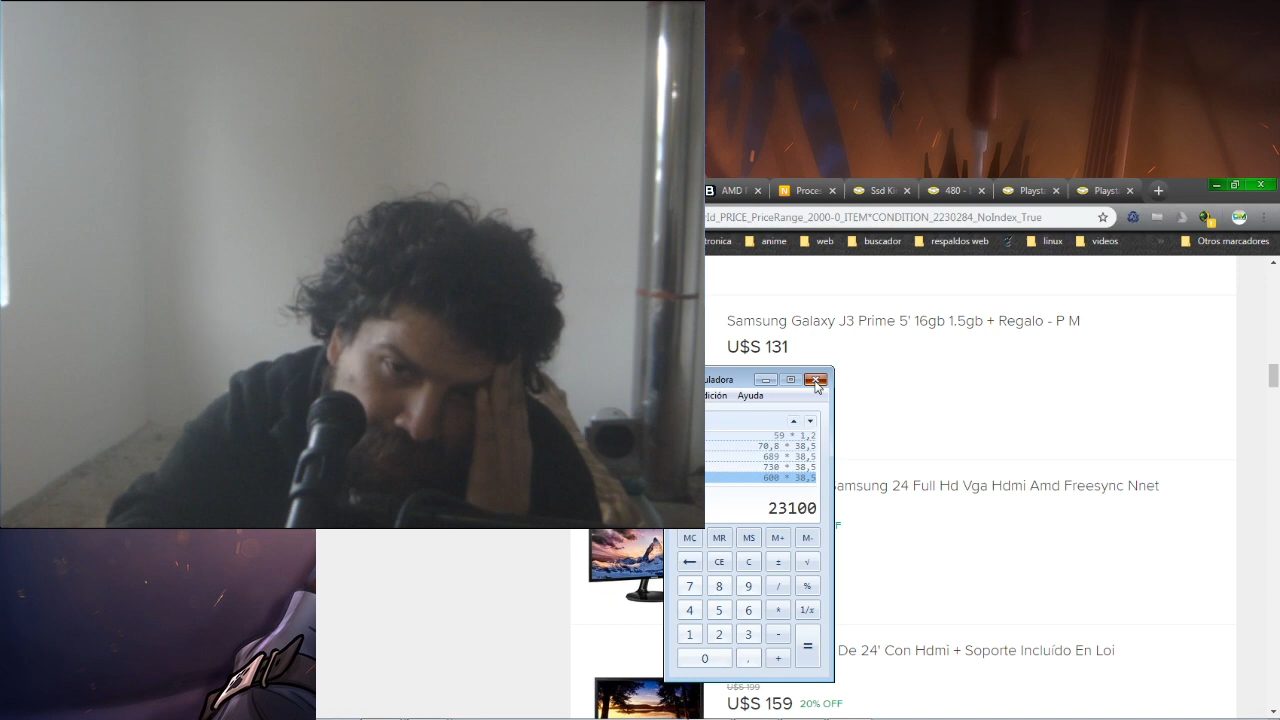 AMD
Proces
Ssd Ki
480 -
Playst
Playst
_PRICE_PriceRange_2000-0_ITEM*CONDITION_2230284_NoIndex_True
tronica
anime
web
buscador
respaldos web
linux
videos
Otros marcadores
Samsung Galaxy J3 Prime 5' 16gb 1.5gb + Regalo - P M
U$S 131
uladora
dición Ayuda
59 * 1,2
70,8 * 38,5
689 * 38,5
730 * 38,5
600 * 38,5
23100
amsung 24 Full Hd Vga Hdmi Amd Freesync Nnet
F
MC MR MS M+ M-
← CE C ± √
7 8 9 / %
4 5 6 * 1/x
1 2 3 - =
0 , +
De 24' Con Hdmi + Soporte Incluído En Loi
U$S 199
U$S 159 20% OFF